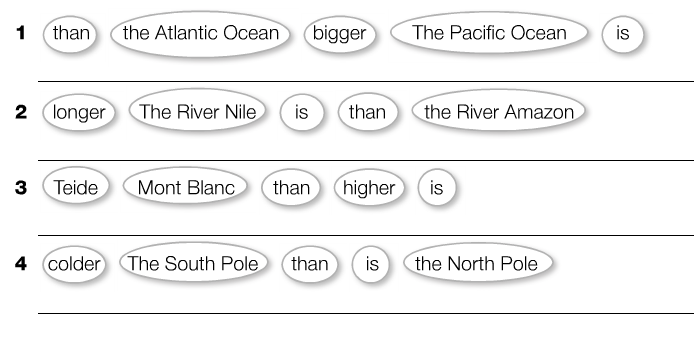 1 than the Atlantic Ocean bigger The Pacific Ocean is
2 longer The River Nile is than the River Amazon
3 Teide Mont Blanc than higher is
4 colder The South Pole than is the North Pole